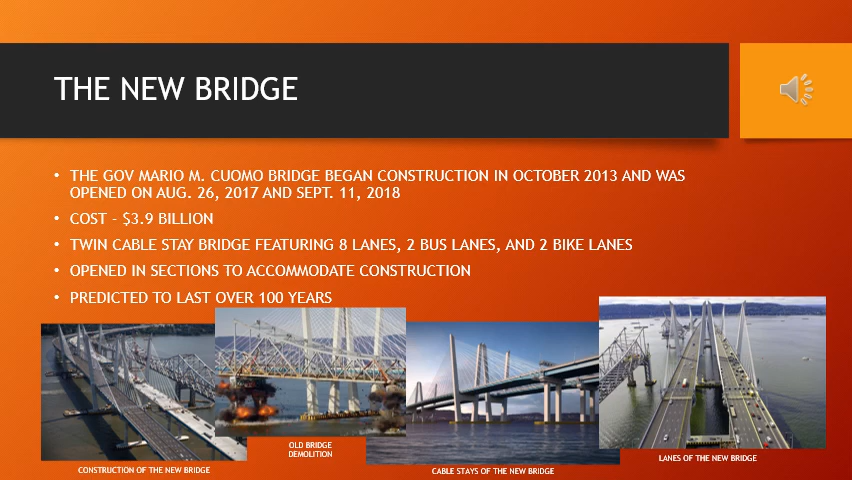 THE NEW BRIDGE
• THE GOV MARIO M. CUOMO BRIDGE BEGAN CONSTRUCTION IN OCTOBER 2013 AND WAS
OPENED ON AUG. 26, 2017 AND SEPT. 11, 2018
• COST - $3.9 BILLION
• TWIN CABLE STAY BRIDGE FEATURING 8 LANES, 2 BUS LANES, AND 2 BIKE LANES
• OPENED IN SECTIONS TO ACCOMMODATE CONSTRUCTION
• PREDICTED TO LAST OVER 100 YEARS
CONSTRUCTION OF THE NEW BRIDGE
OLD BRIDGE
DEMOLITION
CABLE STAYS OF THE NEW BRIDGE
LANES OF THE NEW BRIDGE